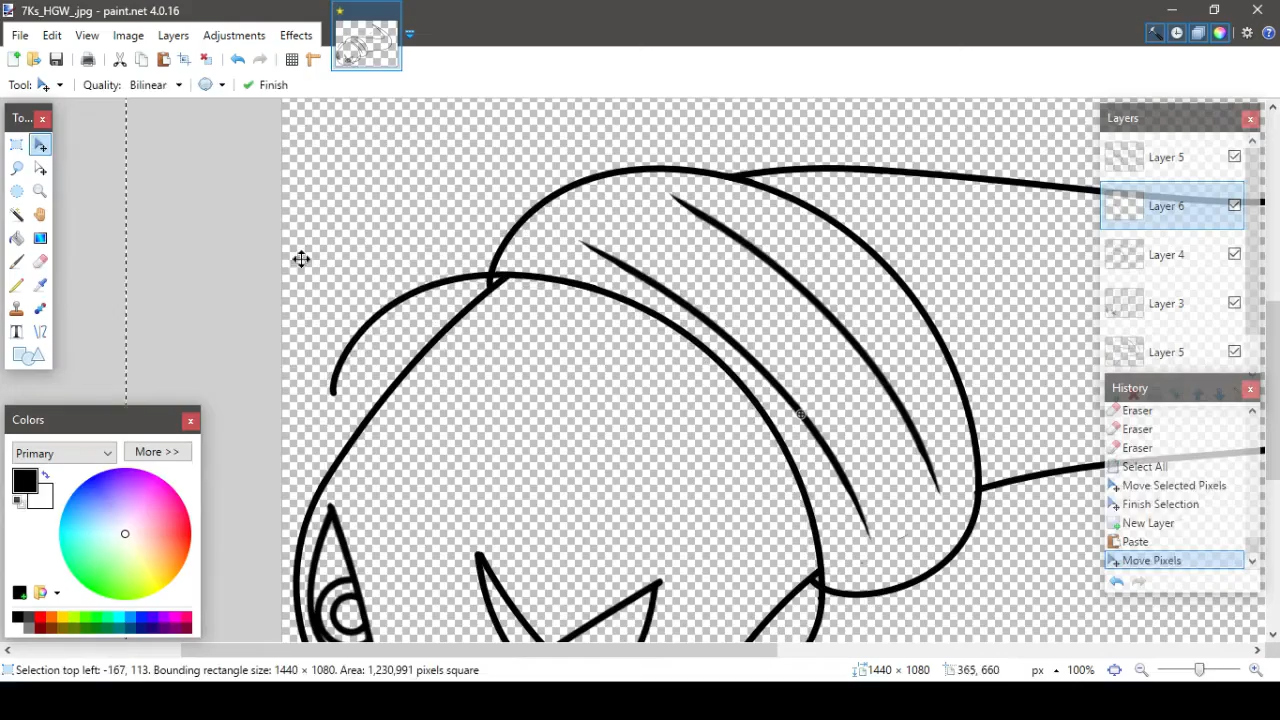 7Ks_HGW_.jpg - paint.net 4.0.16
File Edit View Image Layers Adjustments Effects
Tool: Quality: Bilinear Finish
To...
Colors
Primary
More >>
Layers
Layer 5
Layer 6
Layer 4
Layer 3
Layer 5
History
Eraser
Eraser
Eraser
Select All
Move Selected Pixels
Finish Selection
New Layer
Paste
Move Pixels
Selection top left: -167, 113. Bounding rectangle size: 1440 × 1080. Area: 1,230,991 pixels square 1440 × 1080 365, 660 px 100%